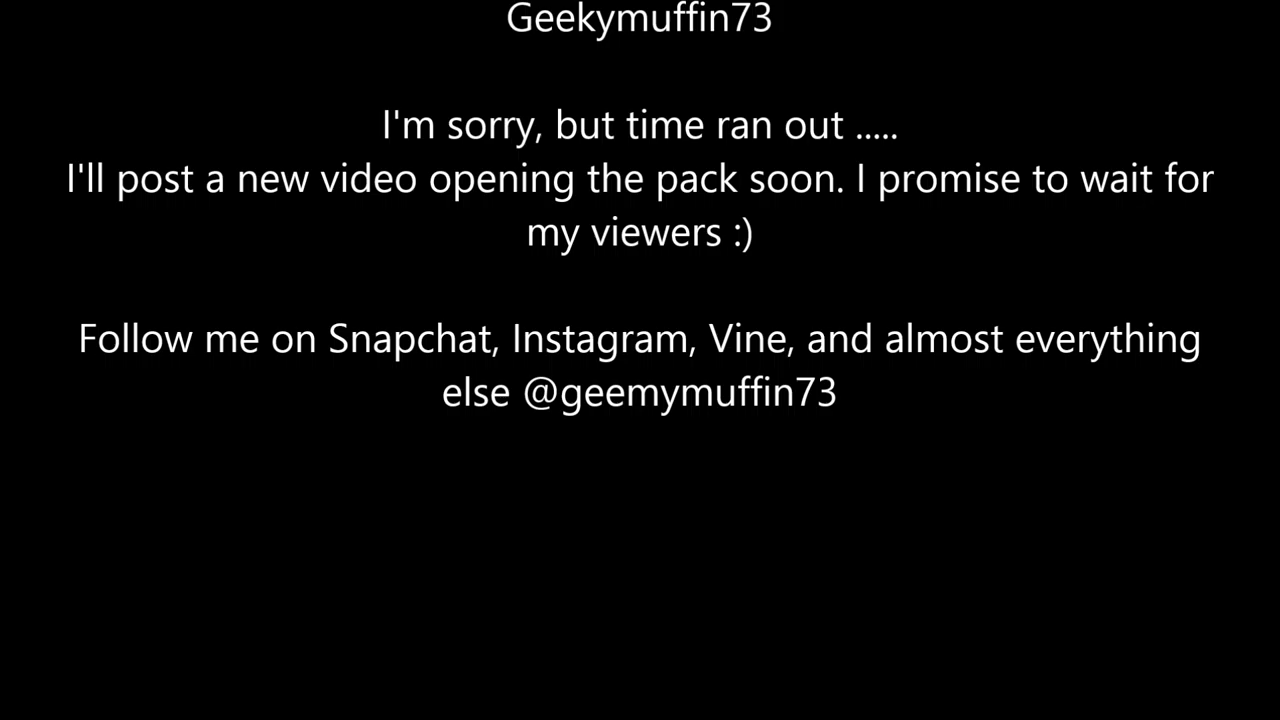 Geekymuffin73
I'm sorry, but time ran out .....
I'll post a new video opening the pack soon. I promise to wait for
my viewers :)
Follow me on Snapchat, Instagram, Vine, and almost everything
else @geemymuffin73